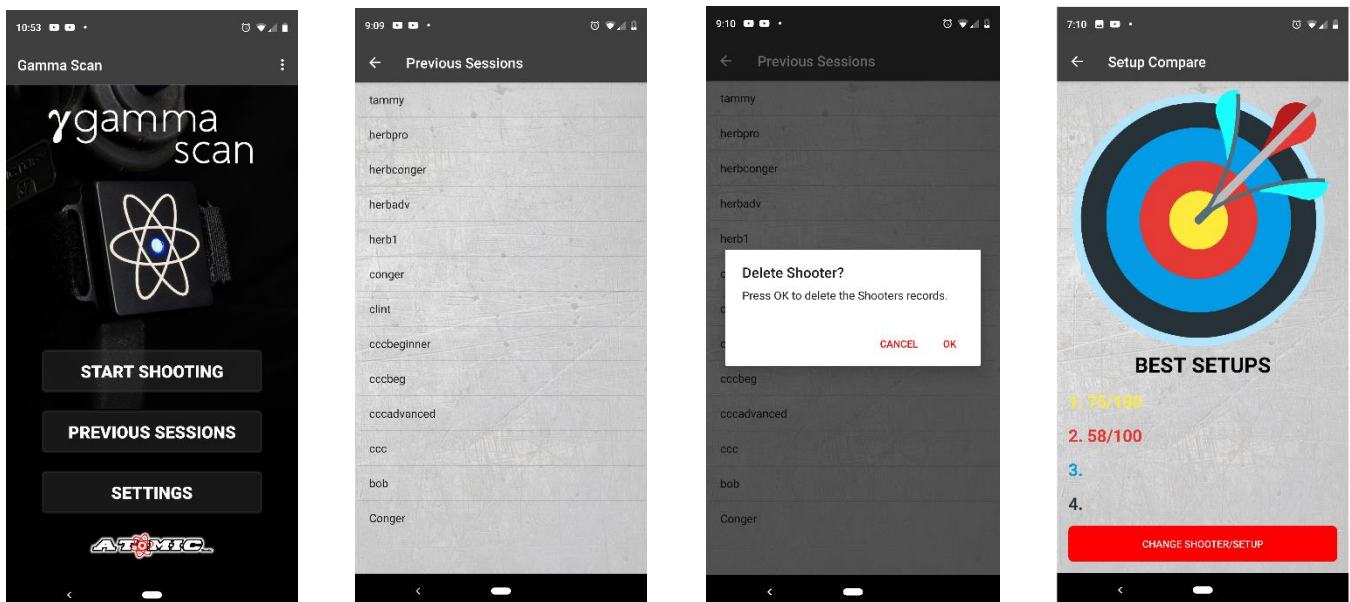 10:53
Gamma Scan
γgamma
scan
START SHOOTING
PREVIOUS SESSIONS
SETTINGS
ATOMIC
9:09
Previous Sessions
tammy
herbpro
herbconger
herbadv
herb1
conger
clint
cccbeginner
cccbeg
cccadvanced
ccc
bob
Conger
9:10
Previous Sessions
tammy
herbpro
herbconger
herbadv
herb1
Delete Shooter?
Press OK to delete the Shooters records.
CANCEL OK
cccbeg
cccadvanced
ccc
bob
Conger
7:10
Setup Compare
BEST SETUPS
1. 75/100
2. 58/100
3.
4.
CHANGE SHOOTER/SETUP